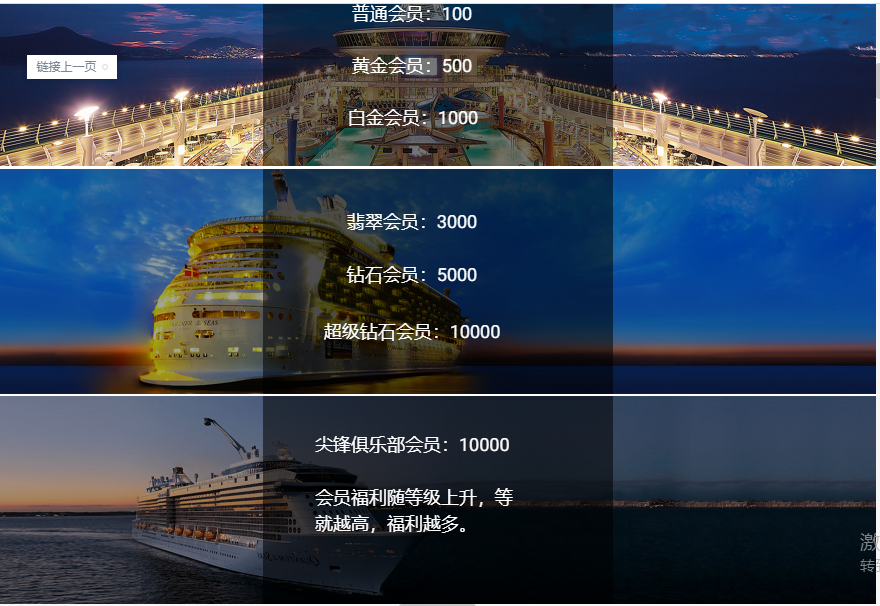 普通会员：100
链接上一页
黄金会员：500
白金会员：1000
翡翠会员：3000
钻石会员：5000
超级钻石会员：10000
尖锋俱乐部会员：10000
会员福利随等级上升，等
就越高，福利越多。
激
转到